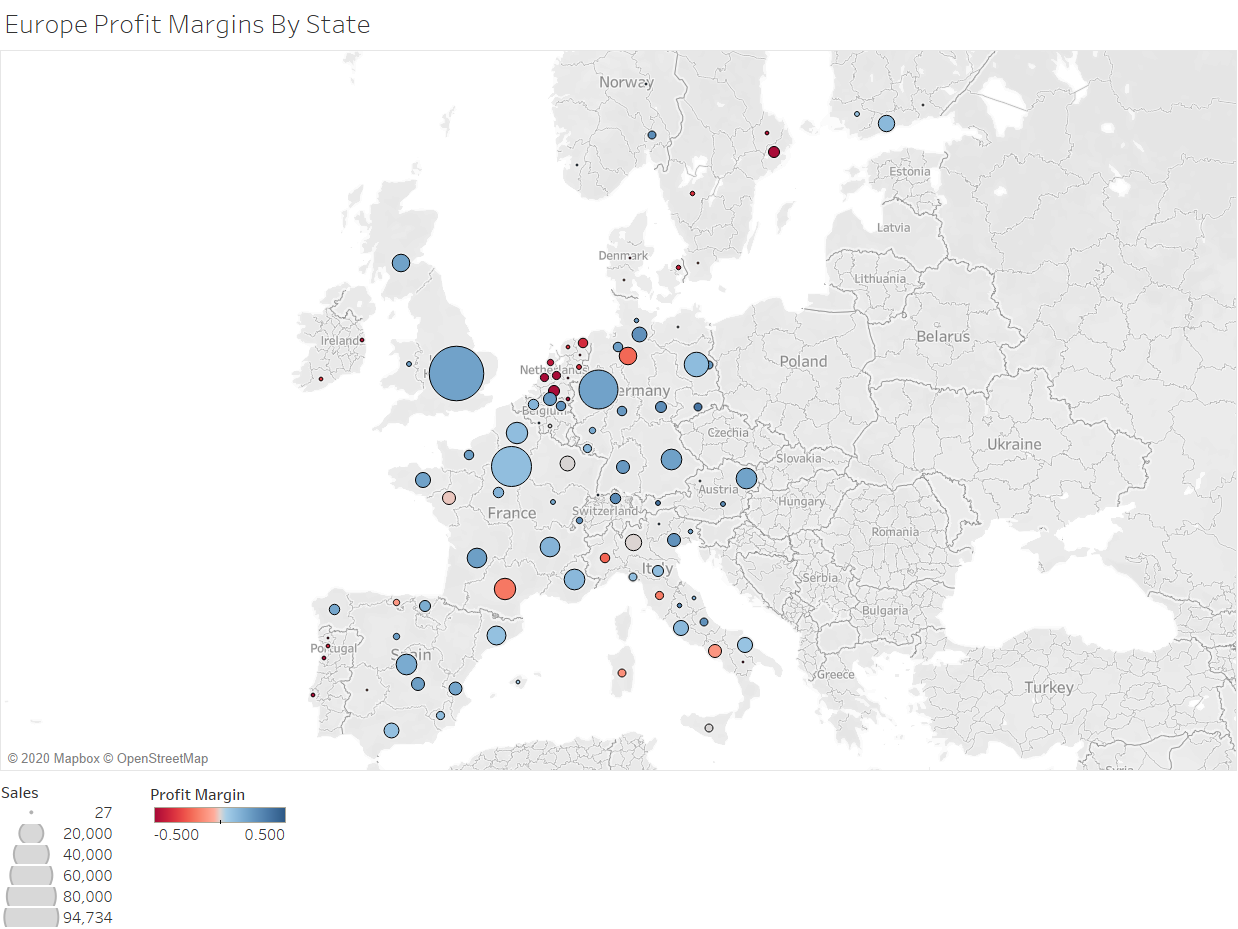 Europe Profit Margins By State
Norway
Estonia
Latvia
Denmark
Lithuania
Ireland
Belarus
Poland
Netherlands
ermany
Belgium
Czechia
Ukraine
Slovakia
Austria
Hungary
France
Switzerland
Romania
Italy
Serbia
Bulgaria
Portugal
Spain
Greece
Turkey
© 2020 Mapbox © OpenStreetMap
Syria
Sales
Profit Margin
27
20,000
-0.500 0.500
40,000
60,000
80,000
94,734